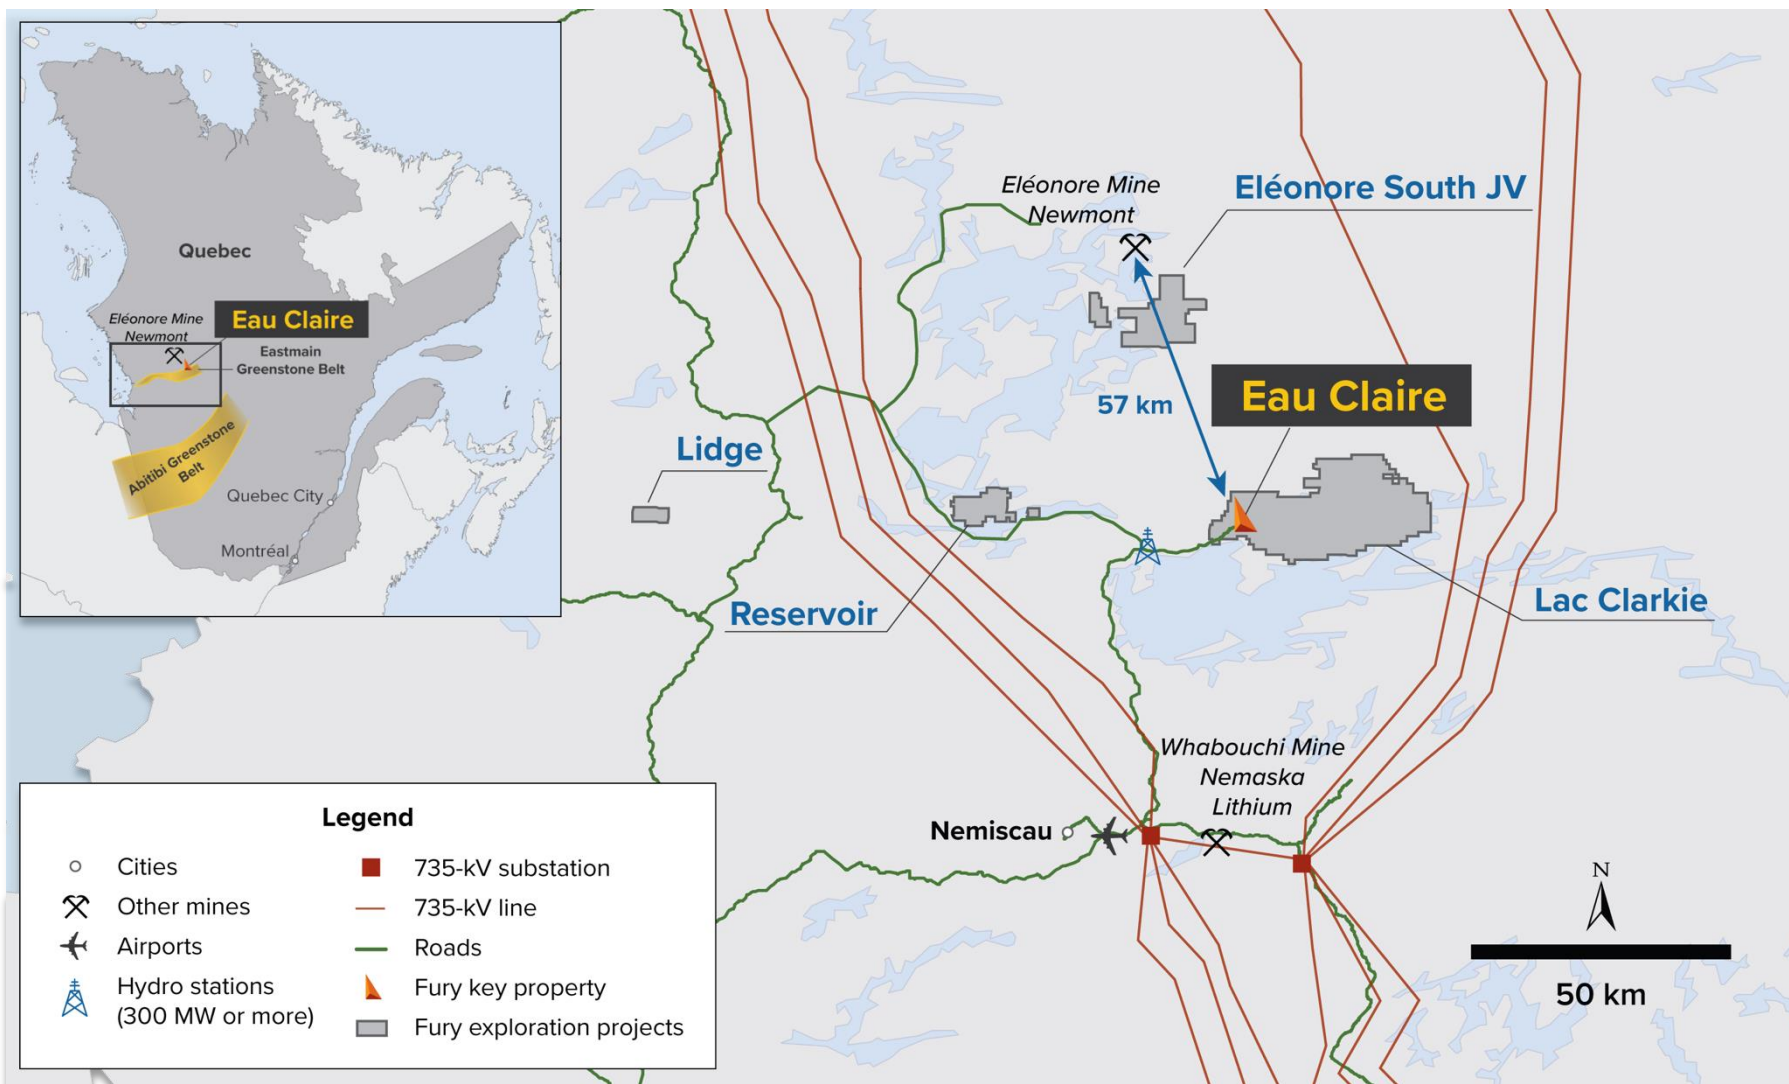 Quebec
Eléonore Mine
Newmont
Eau Claire
Eastmain
Greenstone Belt
Abitibi Greenstone
Belt
Quebec City
Montréal
Eléonore Mine
Newmont
Eléonore South JV
57 km
Eau Claire
Lidge
Reservoir
Lac Clarkie
Whabouchi Mine
Nemaska
Lithium
Nemiscau
Legend
Cities
Other mines
Airports
Hydro stations
(300 MW or more)
735-kV substation
735-kV line
Roads
Fury key property
Fury exploration projects
N
50 km